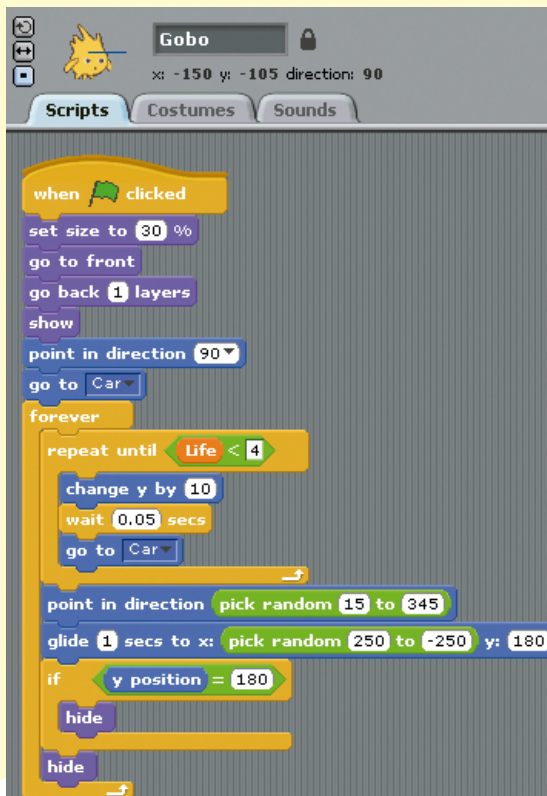 Gobo
x: -150 y: -105 direction: 90
Scripts Costumes Sounds
when clicked
set size to 30 %
go to front
go back 1 layers
show
point in direction 90
go to Car
forever
repeat until Life < 4
change y by 10
wait 0.05 secs
go to Car
point in direction pick random 15 to 345
glide 1 secs to x: pick random 250 to -250 y: 180
if y position = 180
hide
hide